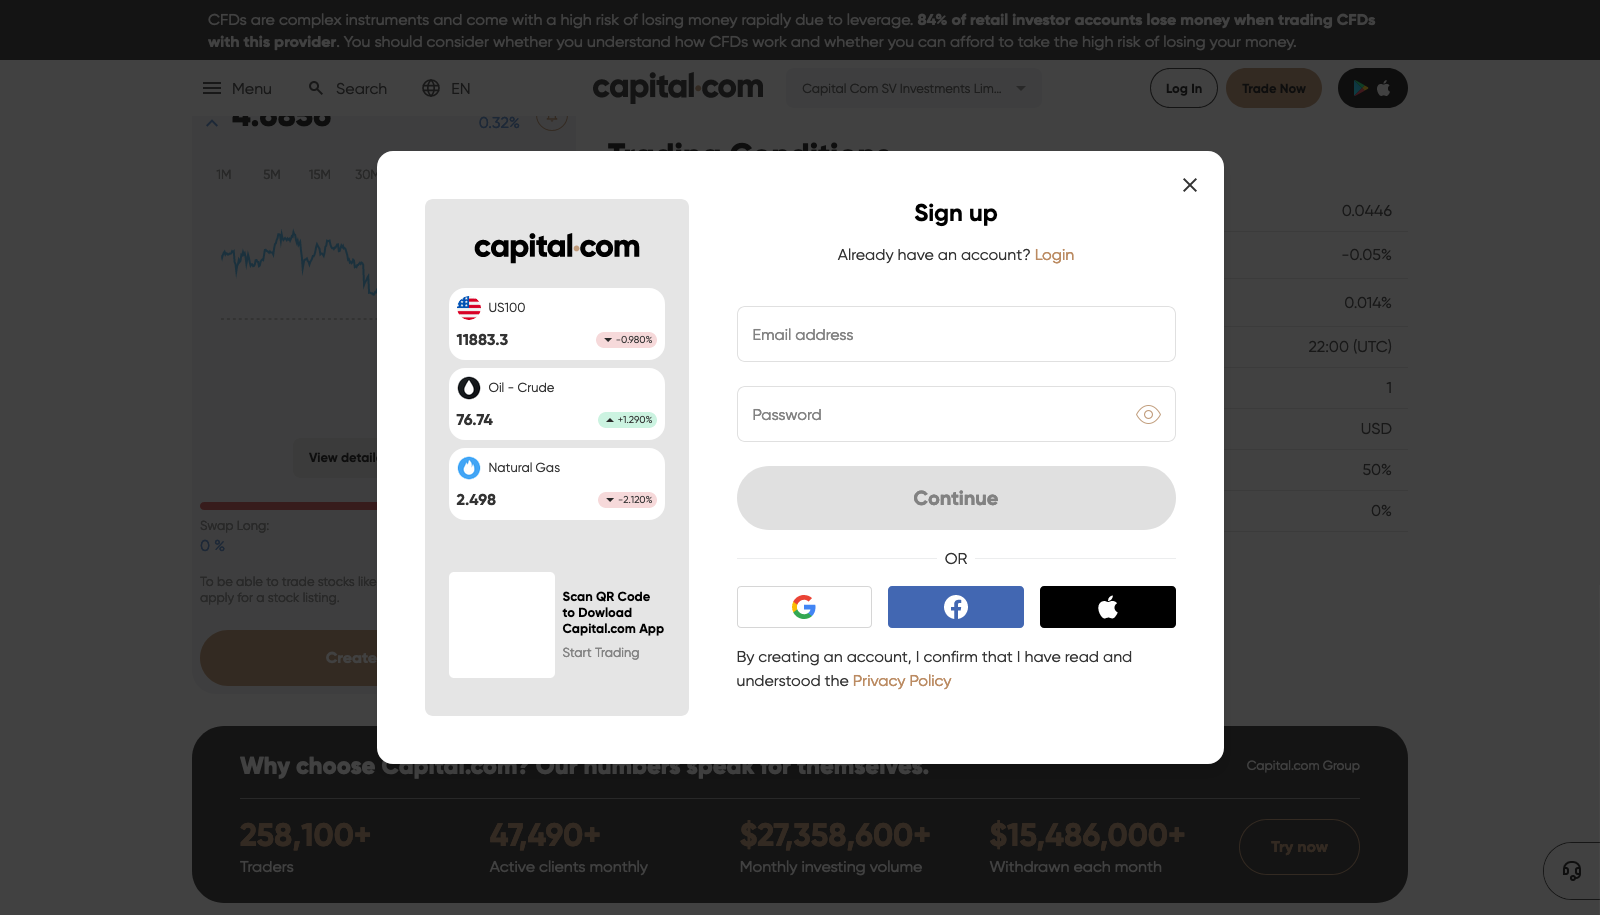 CFDs are complex instruments and come with a high risk of losing money rapidly due to leverage. 84% of retail investor accounts lose money when trading CFDs
with this provider. You should consider whether you understand how CFDs work and whether you can afford to take the high risk of losing your money.
Menu
Search
EN
capital.com
Capital Com SV Investments Lim...
Log In
Trade Now
4.6856
0.32%
Trading Conditions
1M
5M
15M
30M
0.0446
-0.05%
0.014%
22:00 (UTC)
1
USD
50%
0%
View detail
Swap Long:
0 %
To be able to trade stocks like
apply for a stock listing.
Create
capital.com
US100
11883.3
-0.980%
Oil - Crude
76.74
+1.290%
Natural Gas
2.498
-2.120%
Scan QR Code
to Dowload
Capital.com App
Start Trading
Sign up
Already have an account? Login
Email address
Password
Continue
OR
By creating an account, I confirm that I have read and
understood the Privacy Policy
Why choose Capital.com? Our numbers speak for themselves.
Capital.com Group
258,100+
Traders
47,490+
Active clients monthly
$27,358,600+
Monthly investing volume
$15,486,000+
Withdrawn each month
Try now